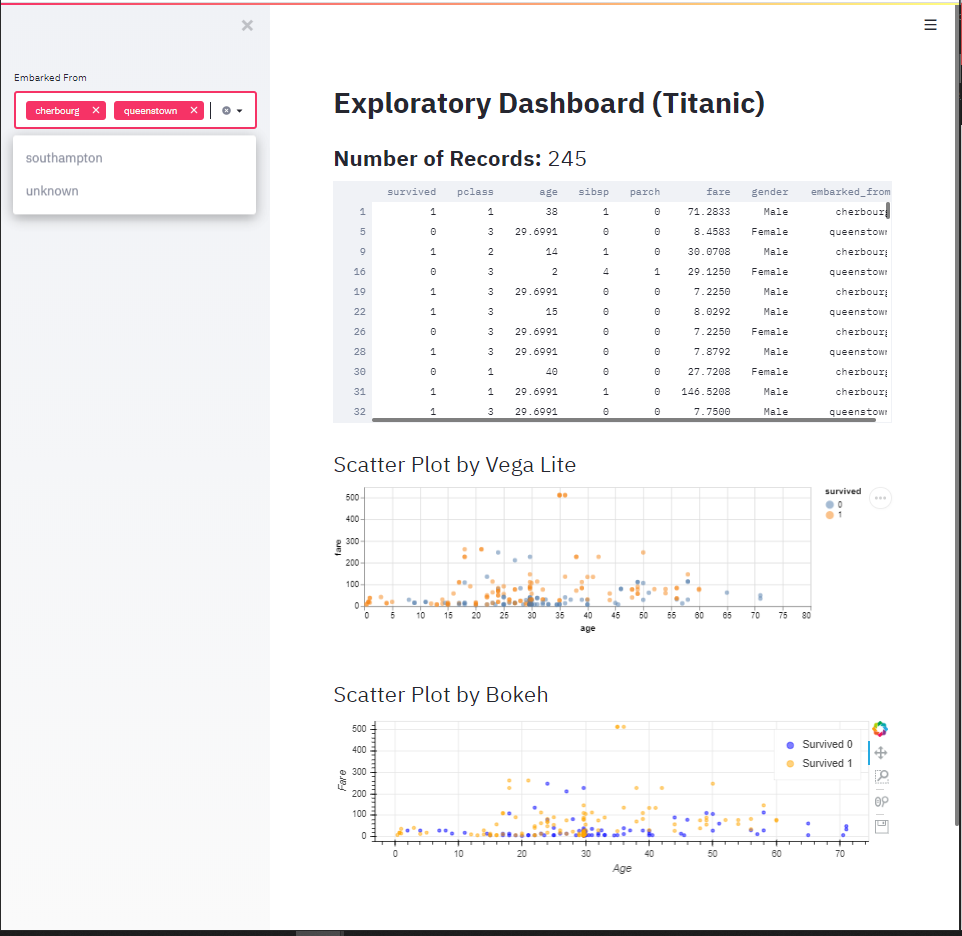 Embarked From
cherbourg × queenstown ×
southampton
unknown
Exploratory Dashboard (Titanic)
Number of Records: 245
survived pclass age sibsp parch fare gender embarked_from
1 1 1 38 1 0 71.2833 Male cherbourg
5 0 3 29.6991 0 0 8.4583 Female queenstown
9 1 2 14 1 0 30.0708 Male cherbourg
16 0 3 2 4 1 29.1250 Female queenstown
19 1 3 29.6991 0 0 7.2250 Male cherbourg
22 1 3 15 0 0 8.0292 Male queenstown
26 0 3 29.6991 0 0 7.2250 Female cherbourg
28 1 3 29.6991 0 0 7.8792 Male queenstown
30 0 1 40 0 0 27.7208 Female cherbourg
31 1 1 29.6991 1 0 146.5208 Male cherbourg
32 1 3 29.6991 0 0 7.7500 Male queenstown
Scatter Plot by Vega Lite
survived
0
1
fare
500
400
300
200
100
0
0 5 10 15 20 25 30 35 40 45 50 55 60 65 70 75 80
age
Scatter Plot by Bokeh
Survived 0
Survived 1
Fare
500
400
300
200
100
0
0 10 20 30 40 50 60 70
Age